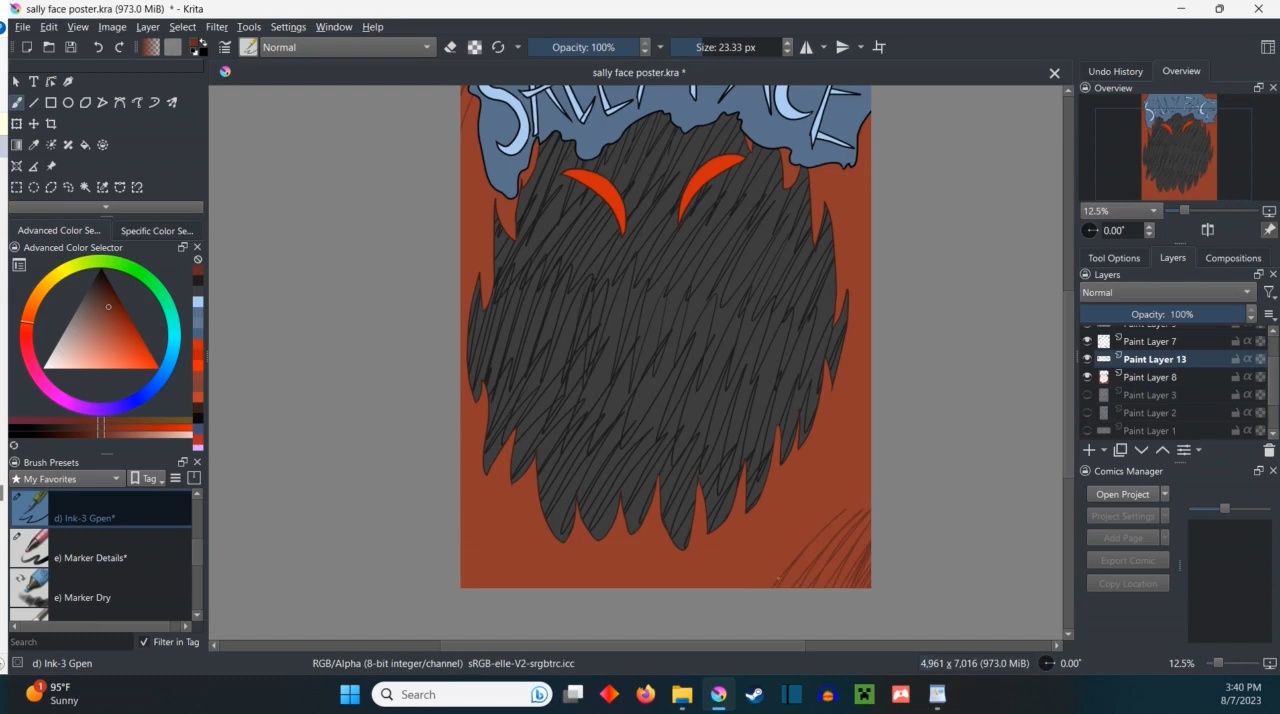 sally face poster.kra (973.0 MiB) * - Krita
File Edit View Image Layer Select Filter Tools Settings Window Help
Normal
Opacity: 100%
Size: 23.33 px
sally face poster.kra *
Undo History
Overview
Overview
12.5%
0.00°
Advanced Color Se...
Specific Color Se...
Advanced Color Selector
Tool Options
Layers
Compositions
Layers
Normal
Opacity: 100%
Paint Layer 7
Paint Layer 13
Paint Layer 8
Paint Layer 3
Paint Layer 2
Paint Layer 1
Brush Presets
My Favorites
Tag
d) Ink-3 Gpen*
e) Marker Details*
e) Marker Dry
Search
Filter in Tag
Comics Manager
Open Project
Project Settings
Add Page
Export Comic
Copy Location
d) Ink-3 Gpen
RGB/Alpha (8-bit integer/channel) sRGB-elle-V2-srgbtrc.icc
4,961 x 7,016 (973.0 MiB)
0.00°
12.5%
1
95°F
Sunny
Search
3:40 PM
8/7/2023